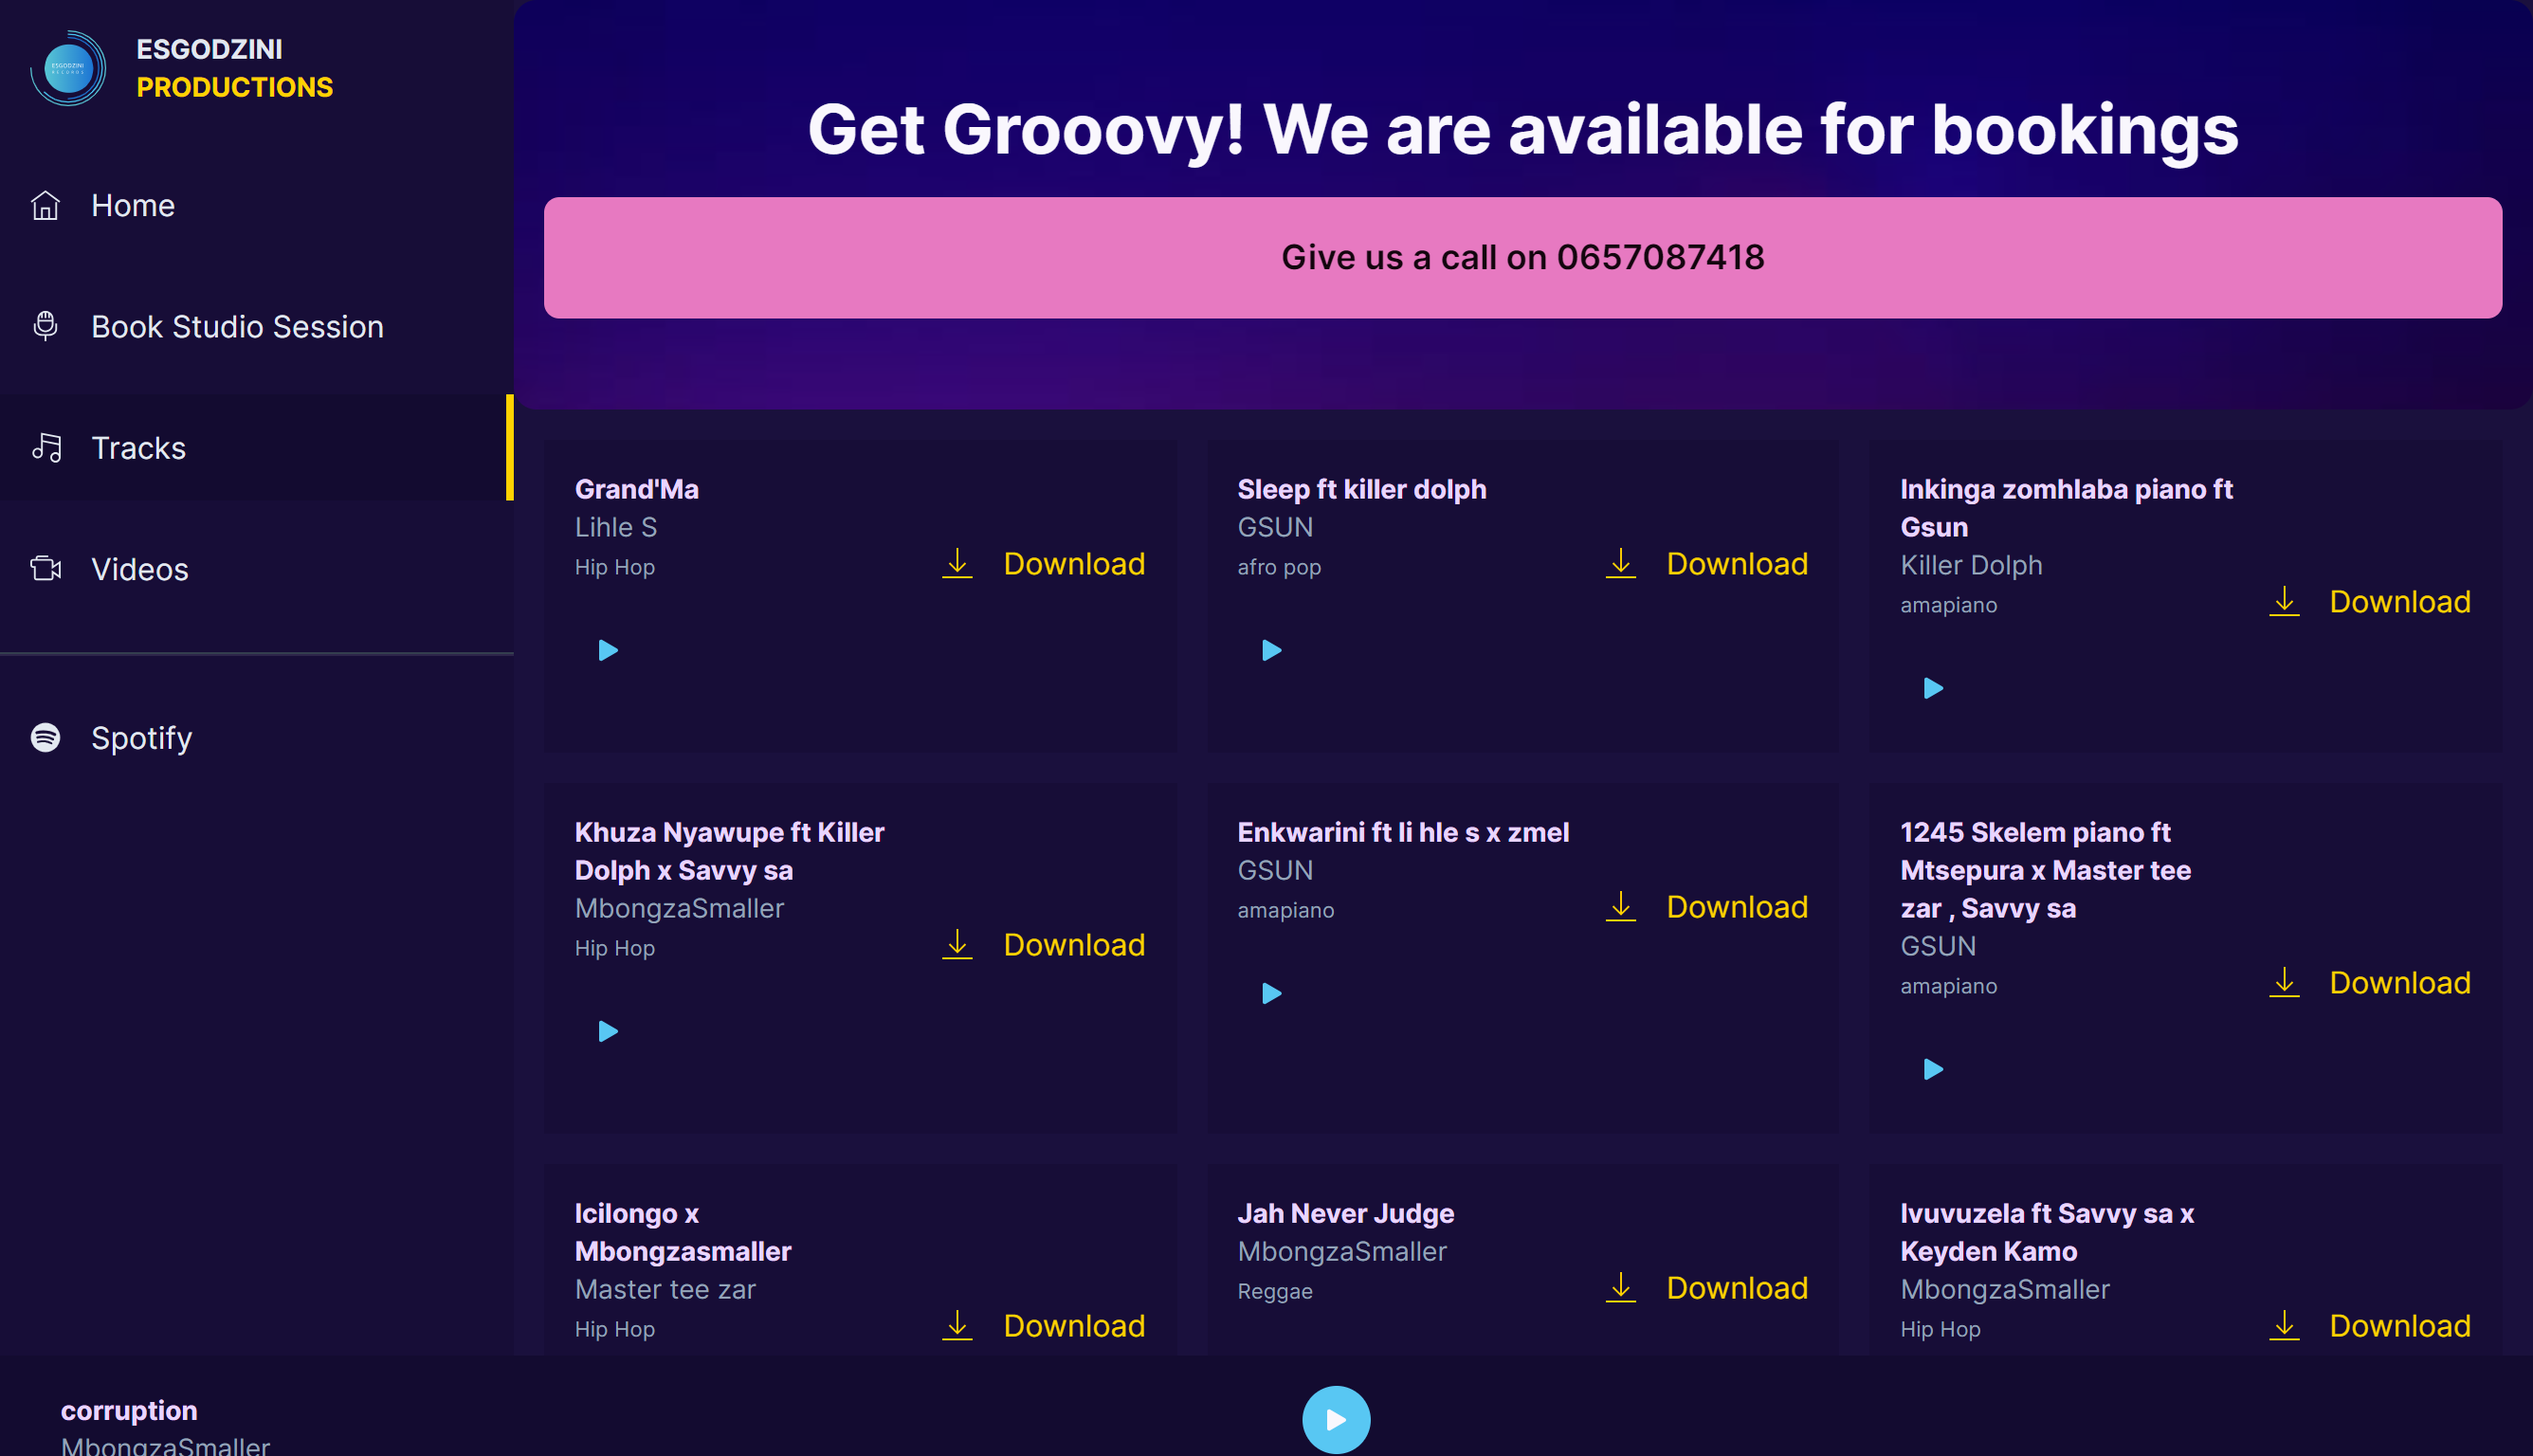 ESGODZINI
RECORDS
ESGODZINI
PRODUCTIONS
Home
Book Studio Session
Tracks
Videos
Spotify
Get Grooovy! We are available for bookings
Give us a call on 0657087418
Grand'Ma
Lihle S
Hip Hop
Download
Sleep ft killer dolph
GSUN
afro pop
Download
Inkinga zomhlaba piano ft
Gsun
Killer Dolph
amapiano
Download
Khuza Nyawupe ft Killer
Dolph x Savvy sa
MbongzaSmaller
Hip Hop
Download
Enkwarini ft li hle s x zmel
GSUN
amapiano
Download
1245 Skelem piano ft
Mtsepura x Master tee
zar , Savvy sa
GSUN
amapiano
Download
Icilongo x
Mbongzasmaller
Master tee zar
Hip Hop
Download
Jah Never Judge
MbongzaSmaller
Reggae
Download
Ivuvuzela ft Savvy sa x
Keyden Kamo
MbongzaSmaller
Hip Hop
Download
corruption
MbongzaSmaller